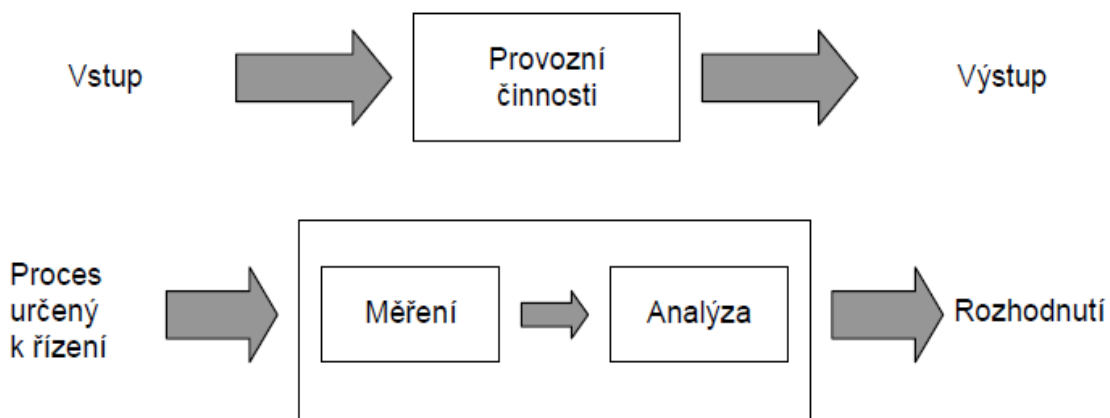 Vstup
Provozní
činnosti
Výstup
Proces
určený
k řízení
Měření
Analýza
Rozhodnutí